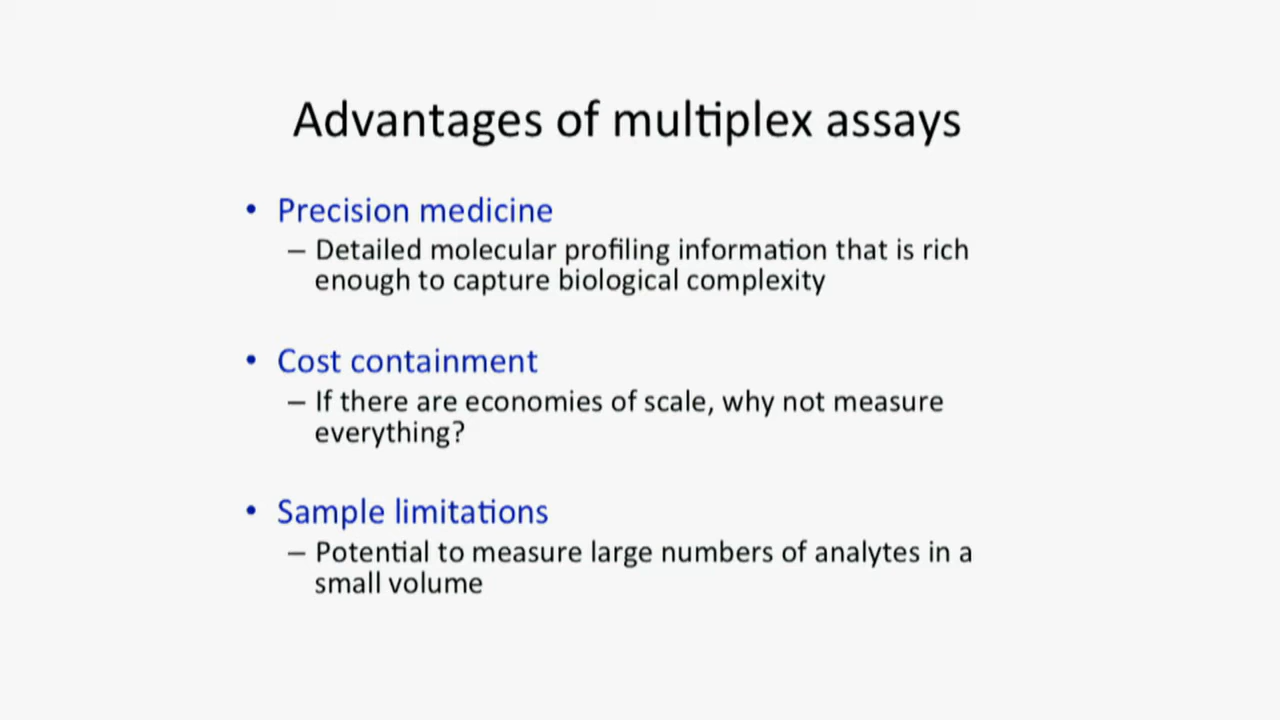 Advantages of multiplex assays
• Precision medicine
– Detailed molecular profiling information that is rich
enough to capture biological complexity
• Cost containment
– If there are economies of scale, why not measure
everything?
• Sample limitations
– Potential to measure large numbers of analytes in a
small volume